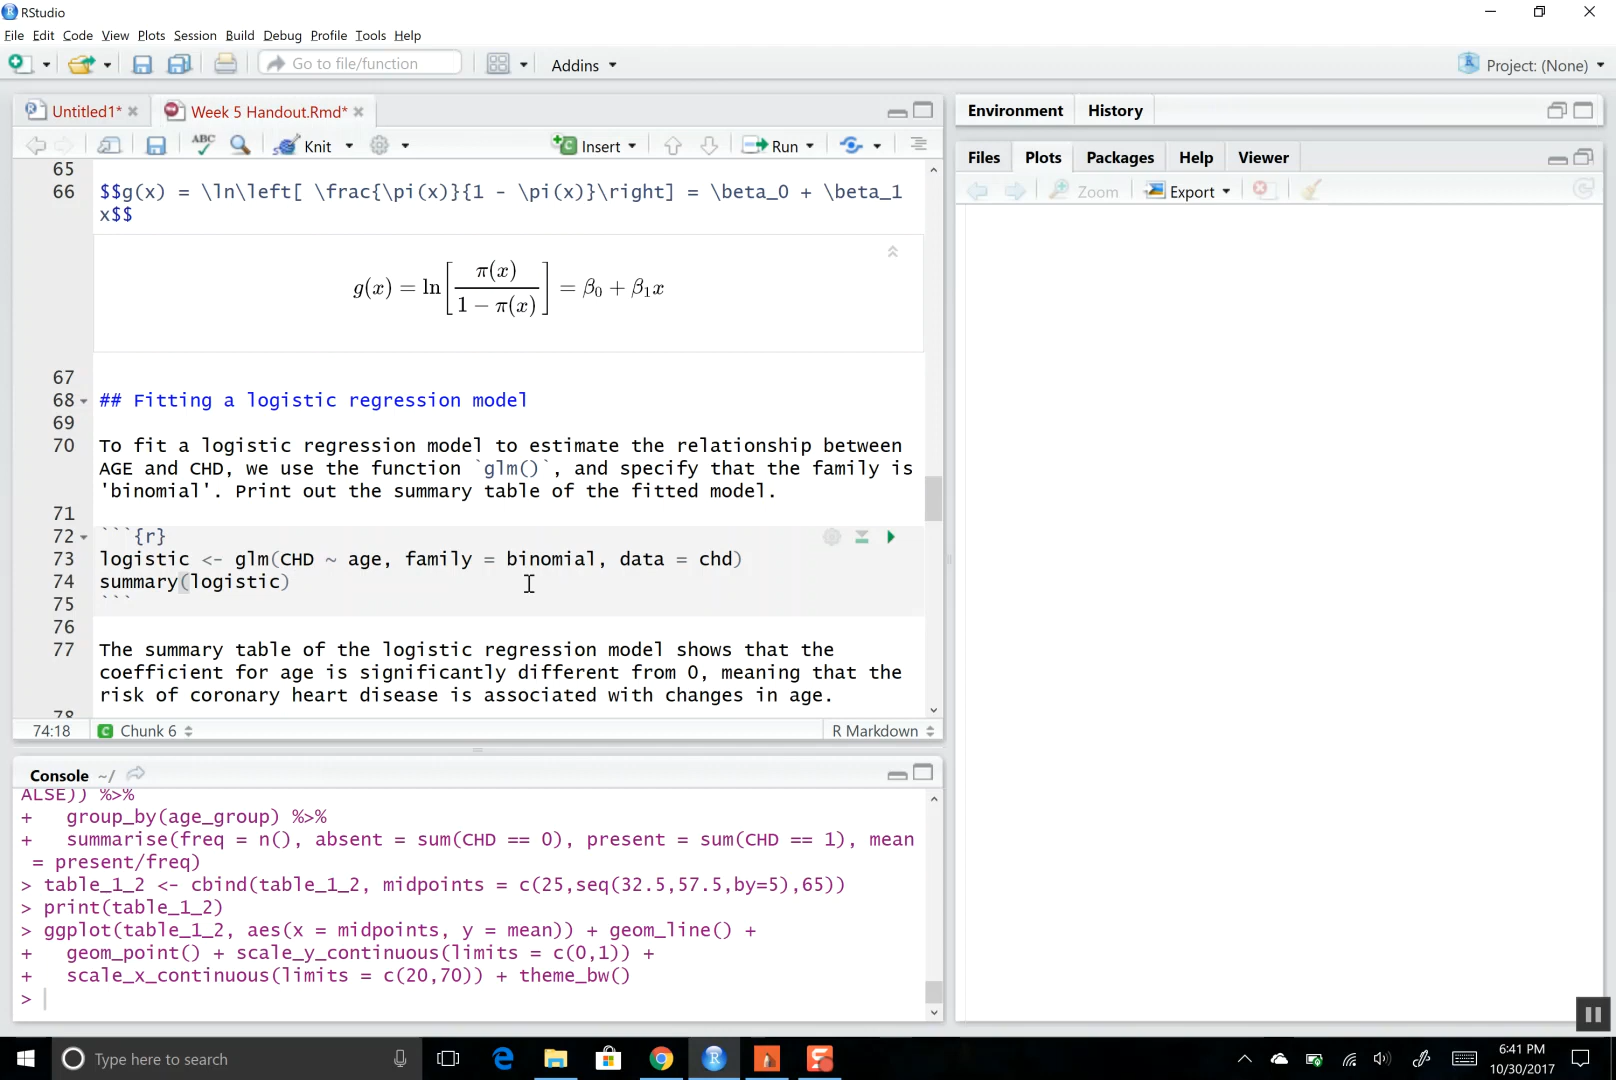 RStudio
File Edit Code View Plots Session Build Debug Profile Tools Help
Go to file/function
Addins
Project: (None)
Untitled1*
Week 5 Handout.Rmd*
Environment History
ABC
Knit
Insert
Run
Files Plots Packages Help Viewer
Zoom
Export
65
66 $$g(x) = \ln\left[ \frac{\pi(x)}{1 - \pi(x)}\right] = \beta_0 + \beta_1
x$$
g(x) = ln[π(x) / 1 − π(x)] = β₀ + β₁x
67
68 ## Fitting a logistic regression model
69
70 To fit a logistic regression model to estimate the relationship between
AGE and CHD, we use the function `glm()`, and specify that the family is
'binomial'. Print out the summary table of the fitted model.
71
72 ```{r}
73 logistic <- glm(CHD ~ age, family = binomial, data = chd)
74 summary(logistic)
75 ```
76
77 The summary table of the logistic regression model shows that the
coefficient for age is significantly different from 0, meaning that the
risk of coronary heart disease is associated with changes in age.
78
74:18 C Chunk 6 R Markdown
Console ~/
ALSE)) %>%
+ group_by(age_group) %>%
+ summarise(freq = n(), absent = sum(CHD == 0), present = sum(CHD == 1), mean
= present/freq)
> table_1_2 <- cbind(table_1_2, midpoints = c(25,seq(32.5,57.5,by=5),65))
> print(table_1_2)
> ggplot(table_1_2, aes(x = midpoints, y = mean)) + geom_line() +
+ geom_point() + scale_y_continuous(limits = c(0,1)) +
+ scale_x_continuous(limits = c(20,70)) + theme_bw()
>
Type here to search
6:41 PM
10/30/2017